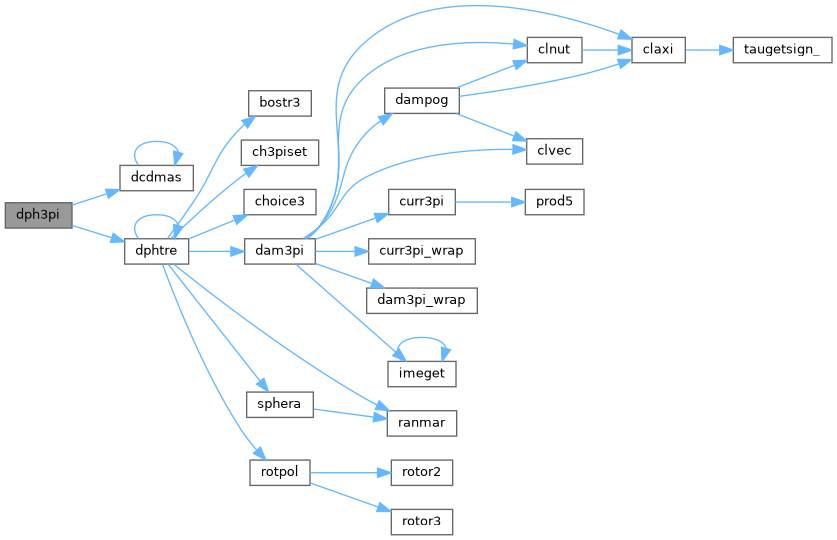 dph3pi
dcdmas
dphtre
bostr3
ch3piset
choice3
dam3pi
sphera
rotpol
dampog
clnut
claxi
taugetsign_
clvec
curr3pi
prod5
curr3pi_wrap
dam3pi_wrap
imeget
ranmar
rotor2
rotor3